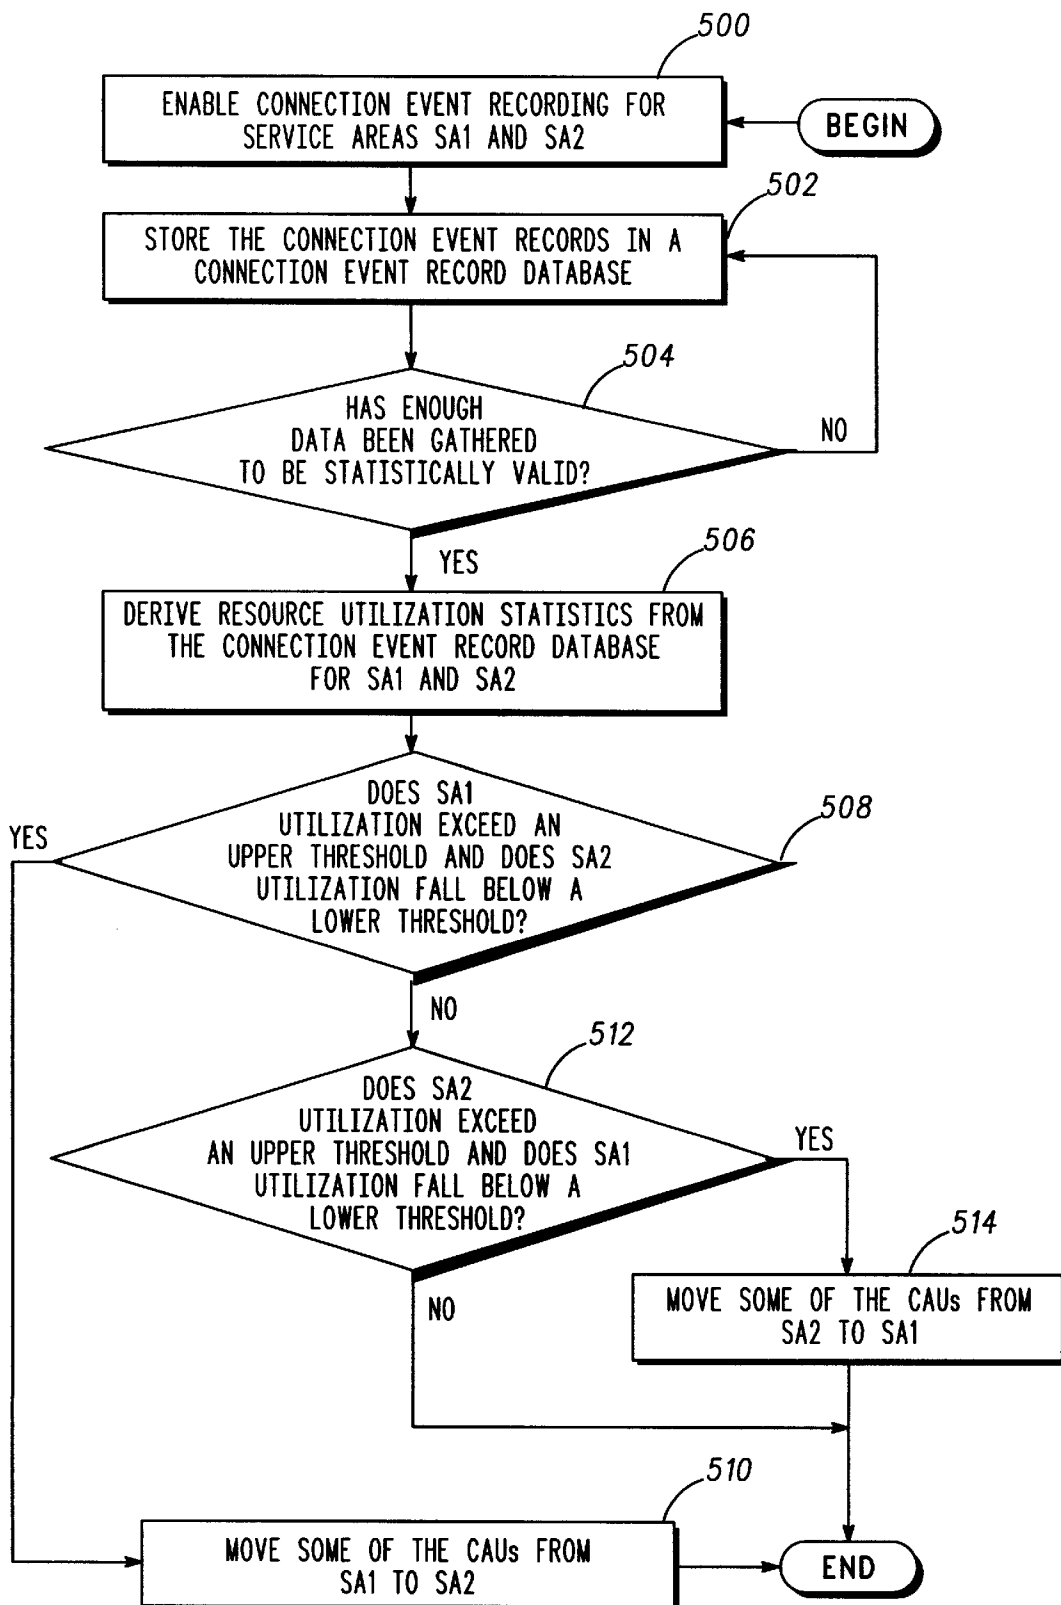 500
ENABLE CONNECTION EVENT RECORDING FOR
SERVICE AREAS SA1 AND SA2
BEGIN
502
STORE THE CONNECTION EVENT RECORDS IN A
CONNECTION EVENT RECORD DATABASE
504
HAS ENOUGH
DATA BEEN GATHERED
TO BE STATISTICALLY VALID?
NO
YES
506
DERIVE RESOURCE UTILIZATION STATISTICS FROM
THE CONNECTION EVENT RECORD DATABASE
FOR SA1 AND SA2
508
YES
DOES SA1
UTILIZATION EXCEED AN
UPPER THRESHOLD AND DOES SA2
UTILIZATION FALL BELOW A
LOWER THRESHOLD?
NO
512
DOES SA2
UTILIZATION EXCEED
AN UPPER THRESHOLD AND DOES SA1
UTILIZATION FALL BELOW A
LOWER THRESHOLD?
YES
NO
514
MOVE SOME OF THE CAUs FROM
SA2 TO SA1
510
MOVE SOME OF THE CAUs FROM
SA1 TO SA2
END